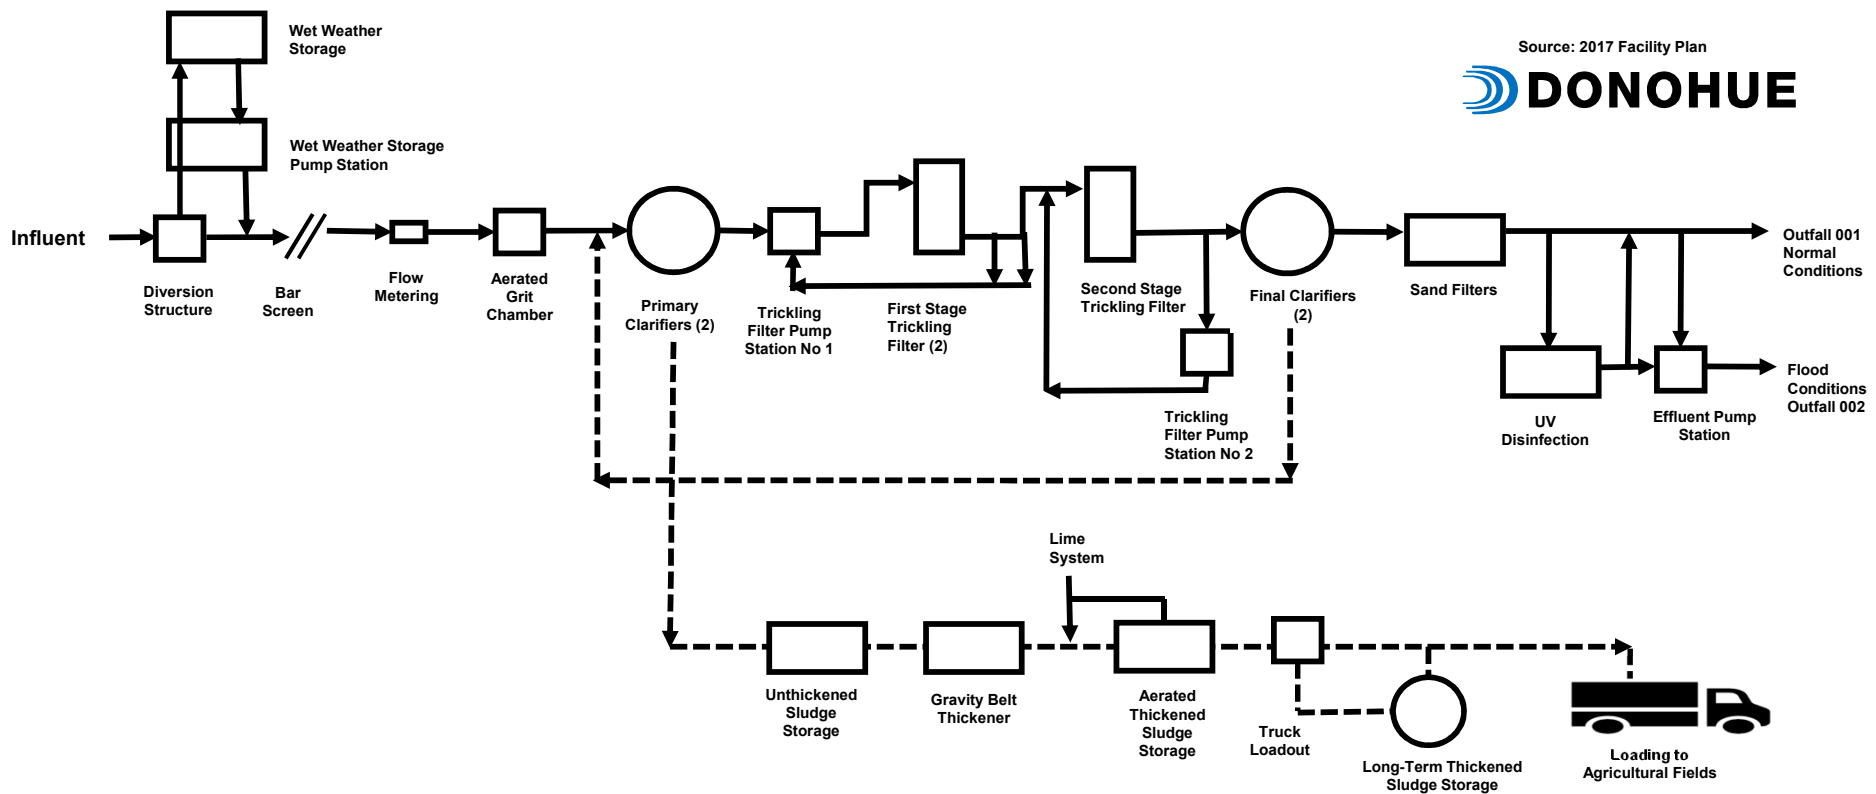 Wet Weather
Storage
Source: 2017 Facility Plan
DONOHUE
Wet Weather Storage
Pump Station
Influent
Diversion
Structure
Bar
Screen
Flow
Metering
Aerated
Grit
Chamber
Primary
Clarifiers (2)
Trickling
Filter Pump
Station No 1
First Stage
Trickling
Filter (2)
Second Stage
Trickling Filter
Trickling
Filter Pump
Station No 2
Final Clarifiers
(2)
Sand Filters
Outfall 001
Normal
Conditions
UV
Disinfection
Effluent Pump
Station
Flood
Conditions
Outfall 002
Lime
System
Unthickened
Sludge
Storage
Gravity Belt
Thickener
Aerated
Thickened
Sludge
Storage
Truck
Loadout
Long-Term Thickened
Sludge Storage
Loading to
Agricultural Fields